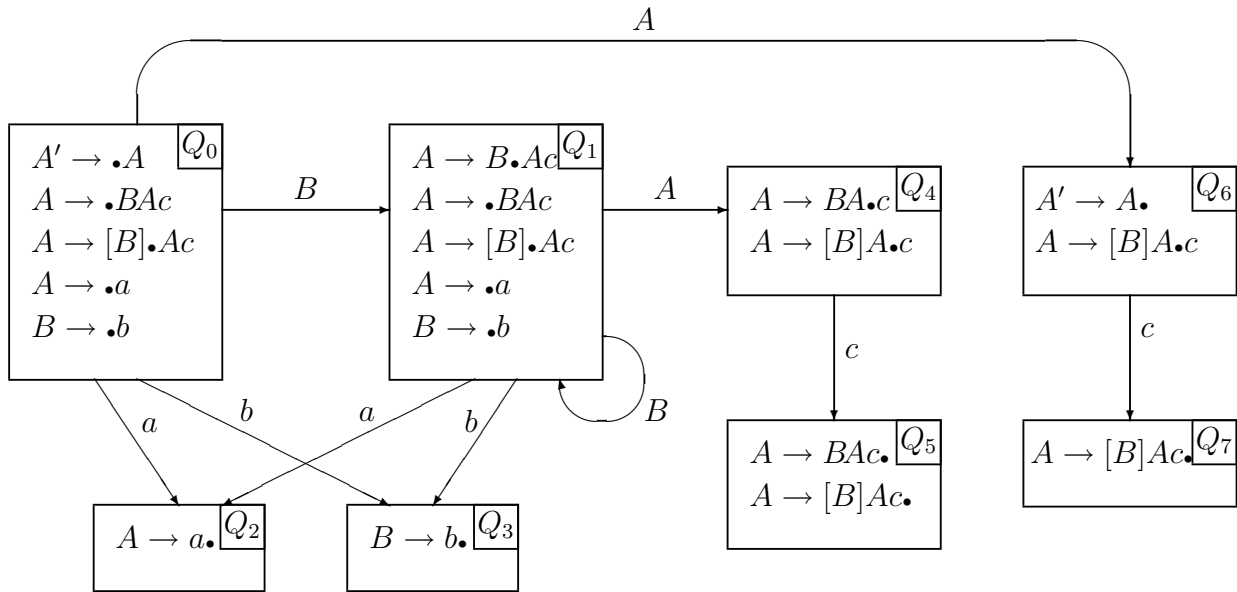 A
A′ → •A Q0
A → •BAc
A → [B]•Ac
A → •a
B → •b
B
A → B•Ac Q1
A → •BAc
A → [B]•Ac
A → •a
B → •b
A
A → BA•c Q4
A → [B]A•c
A′ → A• Q6
A → [B]A•c
c
c
a
b
a
b
B
A → a• Q2
B → b• Q3
A → BAc• Q5
A → [B]Ac•
A → [B]Ac• Q7